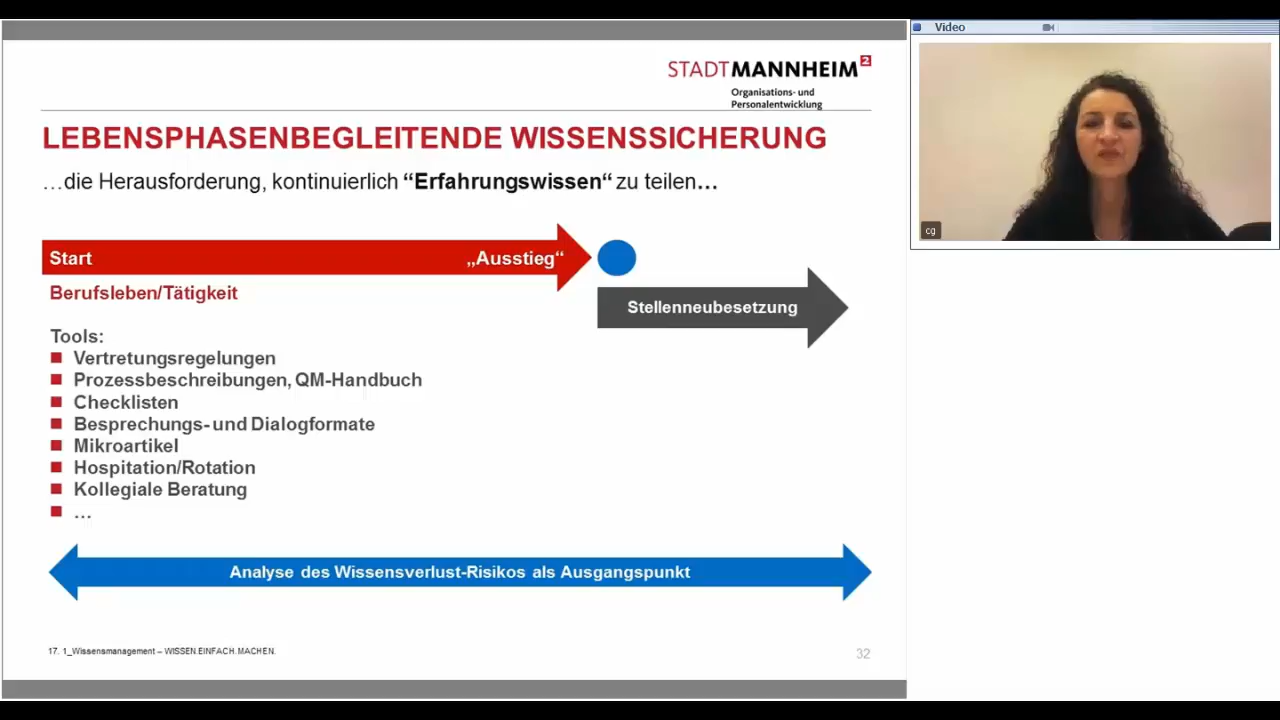 Video
STADTMANNHEIM²
Organisations- und
Personalentwicklung
LEBENSPHASENBEGLEITENDE WISSENSSICHERUNG
…die Herausforderung, kontinuierlich “Erfahrungswissen“ zu teilen…
Start „Ausstieg“
Berufsleben/Tätigkeit
Stellenneubesetzung
Tools:
Vertretungsregelungen
Prozessbeschreibungen, QM-Handbuch
Checklisten
Besprechungs- und Dialogformate
Mikroartikel
Hospitation/Rotation
Kollegiale Beratung
…
Analyse des Wissensverlust-Risikos als Ausgangspunkt
17. 1_Wissensmanagement – WISSEN.EINFACH.MACHEN.
32
cg